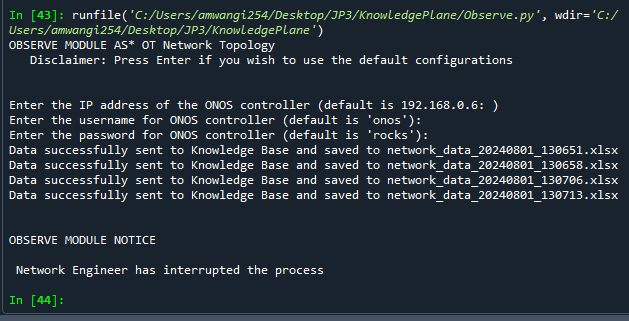 In [43]: runfile('C:/Users/amwangi254/Desktop/JP3/KnowledgePlane/Observe.py', wdir='C:/
Users/amwangi254/Desktop/JP3/KnowledgePlane')
OBSERVE MODULE AS* OT Network Topology
Disclaimer: Press Enter if you wish to use the default configurations
Enter the IP address of the ONOS controller (default is 192.168.0.6: )
Enter the username for ONOS controller (default is 'onos'):
Enter the password for ONOS controller (default is 'rocks'):
Data successfully sent to Knowledge Base and saved to network_data_20240801_130651.xlsx
Data successfully sent to Knowledge Base and saved to network_data_20240801_130658.xlsx
Data successfully sent to Knowledge Base and saved to network_data_20240801_130706.xlsx
Data successfully sent to Knowledge Base and saved to network_data_20240801_130713.xlsx
OBSERVE MODULE NOTICE
Network Engineer has interrupted the process
In [44]: